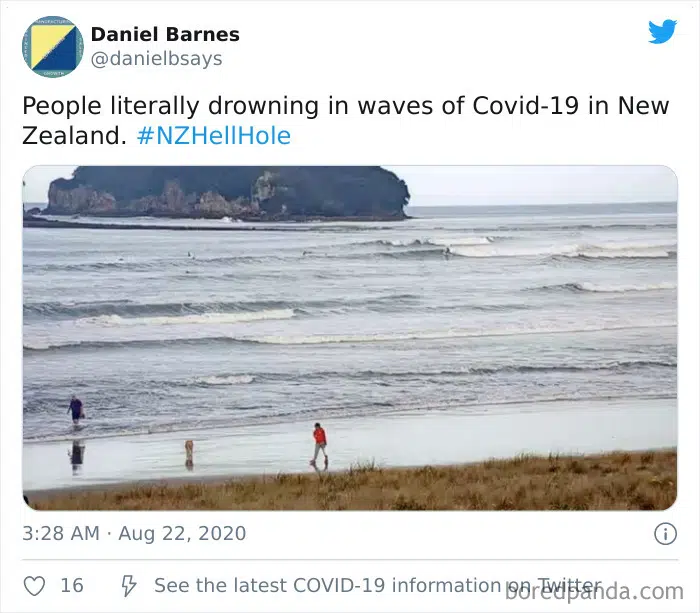 Daniel Barnes
@danielbsays
People literally drowning in waves of Covid-19 in New
Zealand. #NZHellHole
3:28 AM · Aug 22, 2020
16
See the latest COVID-19 information on Twitter
boredpanda.com